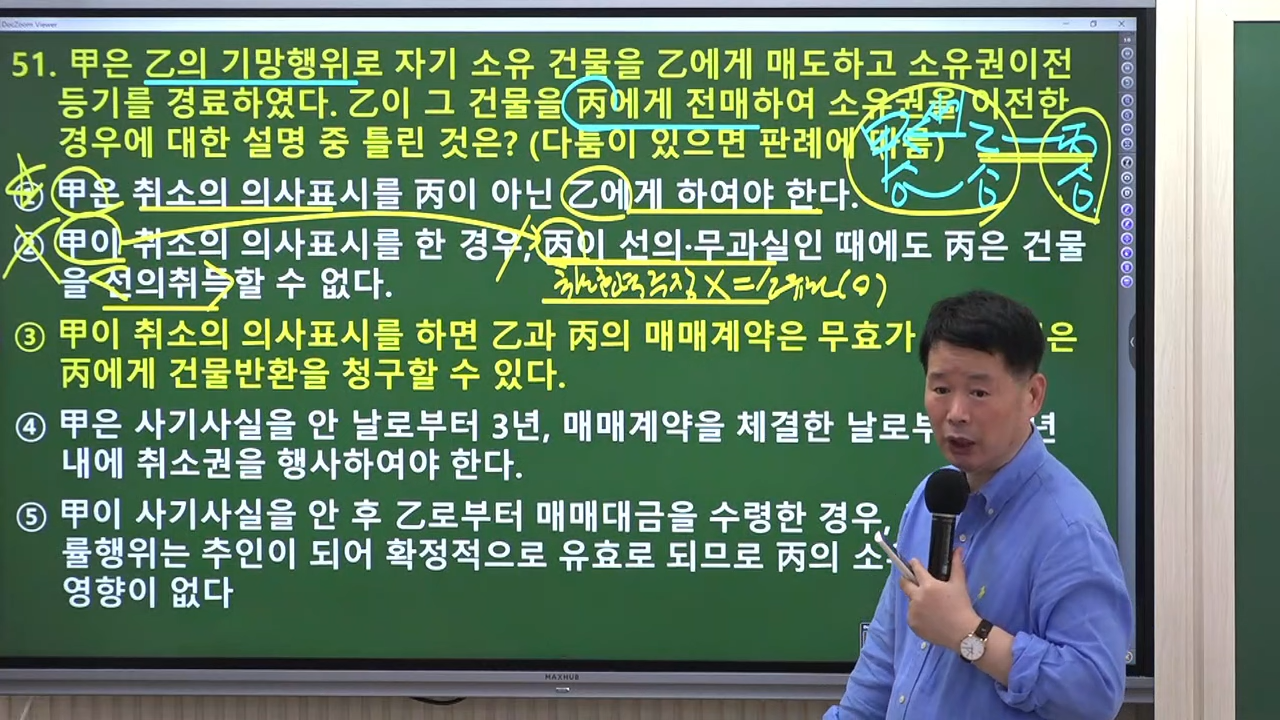 DocZoom Viewer
51. 甲은 乙의 기망행위로 자기 소유 건물을 乙에게 매도하고 소유권이전
등기를 경료하였다. 乙이 그 건물을 丙에게 전매하여 소유권을 이전한
경우에 대한 설명 중 틀린 것은? (다툼이 있으면 판례에 따름)
乙 丙
甲은 취소의 의사표시를 丙이 아닌 乙에게 하여야 한다.
② 甲이 취소의 의사표시를 한 경우, 丙이 선의·무과실인 때에도 丙은 건물
을 선의취득할 수 없다.
③ 甲이 취소의 의사표시를 하면 乙과 丙의 매매계약은 무효가 은
丙에게 건물반환을 청구할 수 있다.
④ 甲은 사기사실을 안 날로부터 3년, 매매계약을 체결한 날로부 년
내에 취소권을 행사하여야 한다.
⑤ 甲이 사기사실을 안 후 乙로부터 매매대금을 수령한 경우,
률행위는 추인이 되어 확정적으로 유효로 되므로 丙의 소
영향이 없다
MAXHUB